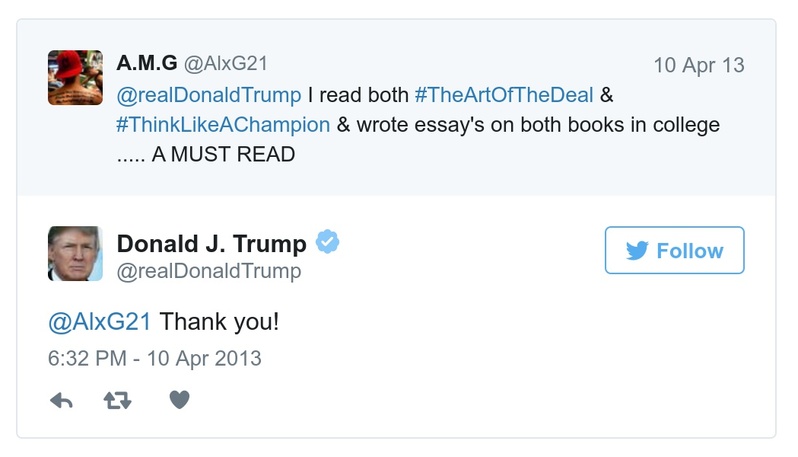 A.M.G @AlxG21 10 Apr 13
@realDonaldTrump I read both #TheArtOfTheDeal &
#ThinkLikeAChampion & wrote essay's on both books in college
..... A MUST READ
Donald J. Trump
@realDonaldTrump
Follow
@AlxG21 Thank you!
6:32 PM - 10 Apr 2013